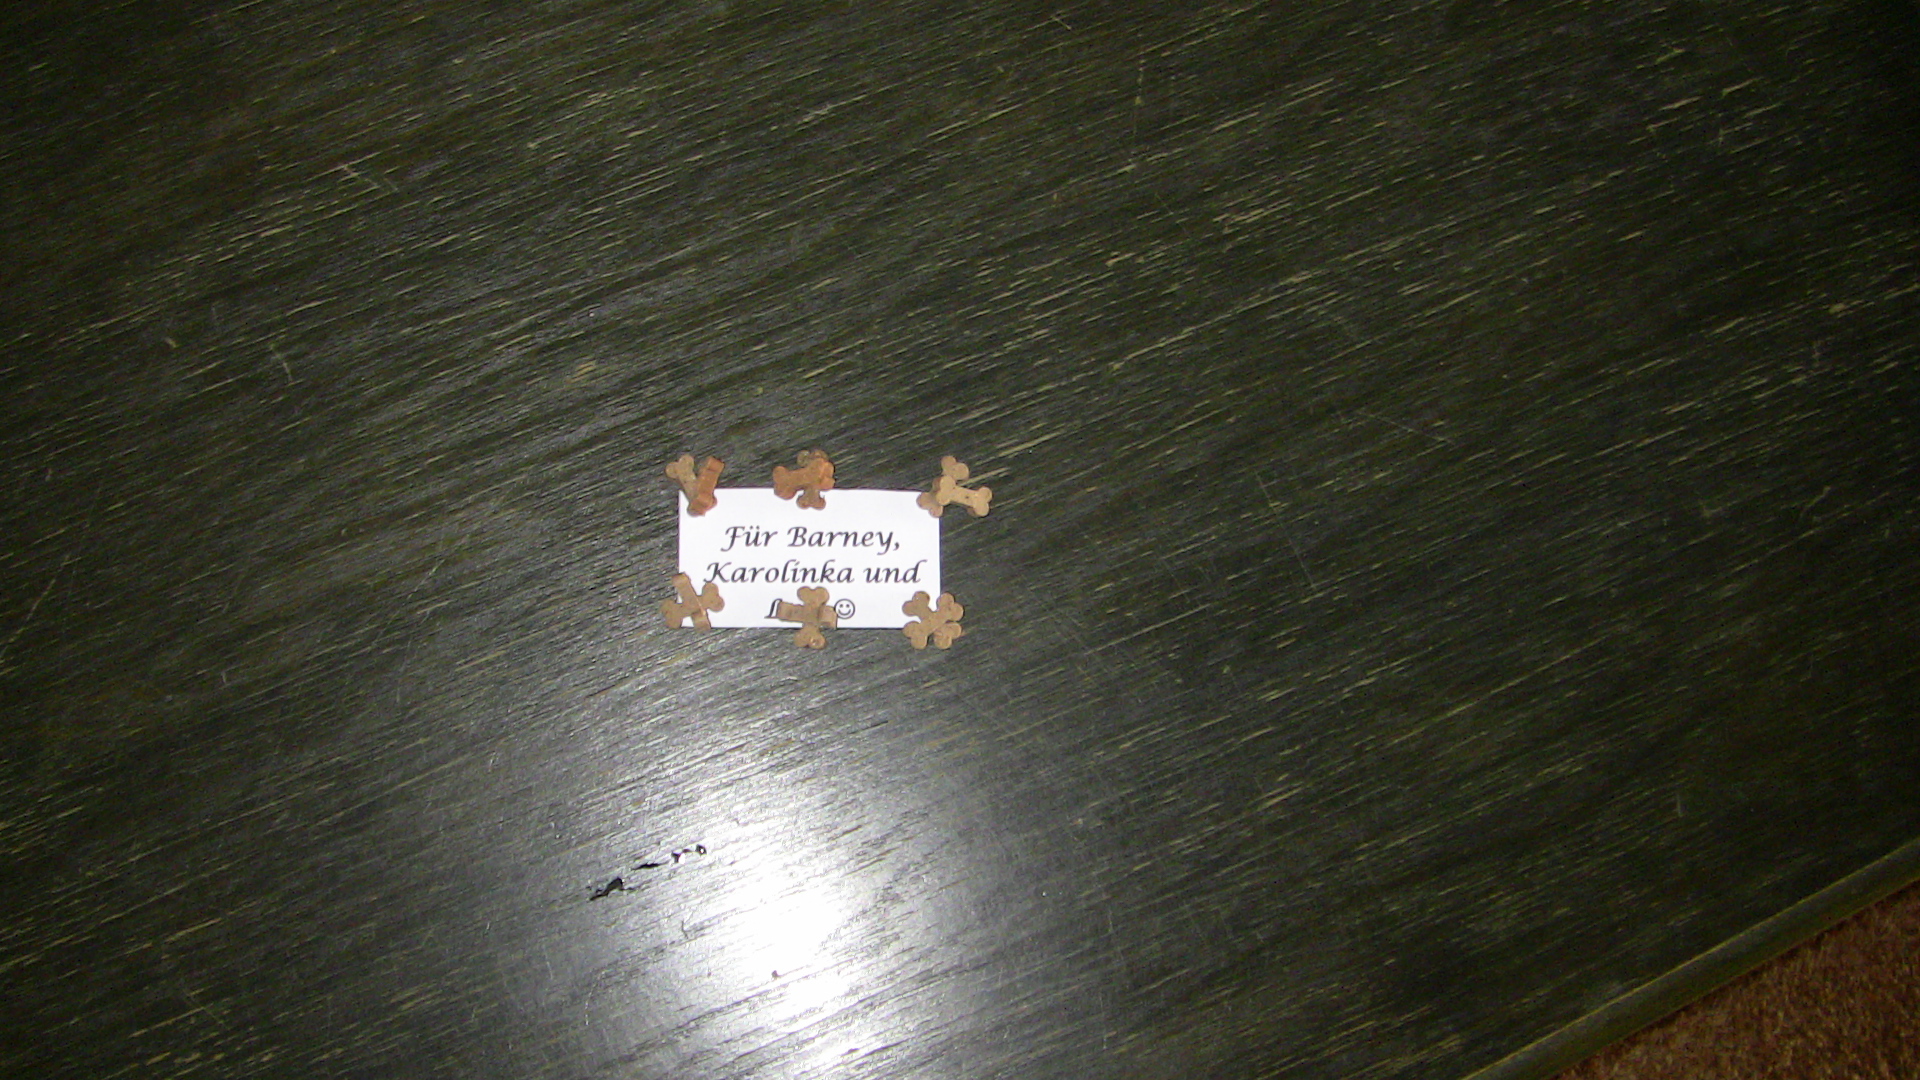 Für Barney,
Karolinka und
☺